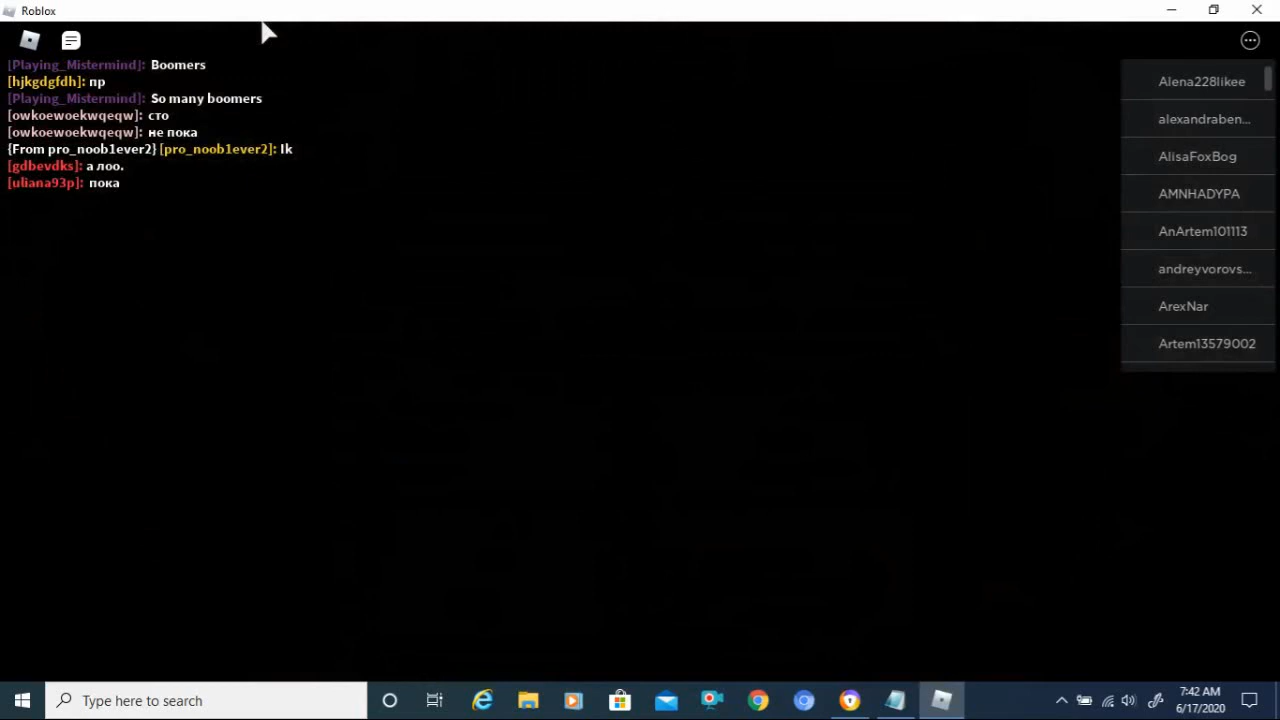 Roblox
[Playing_Mistermind]: Boomers
[hjkgdgfdh]: пр
[Playing_Mistermind]: So many boomers
[owkoewoekwqeqw]: сто
[owkoewoekwqeqw]: не пока
{From pro_noob1ever2} [pro_noob1ever2]: Ik
[gdbevdks]: а лоо.
[uliana93p]: пока
Alena228likee
alexandraben...
AlisaFoxBog
AMNHADYPA
AnArtem101113
andreyvorovs...
ArexNar
Artem13579002
Type here to search
7:42 AM
6/17/2020